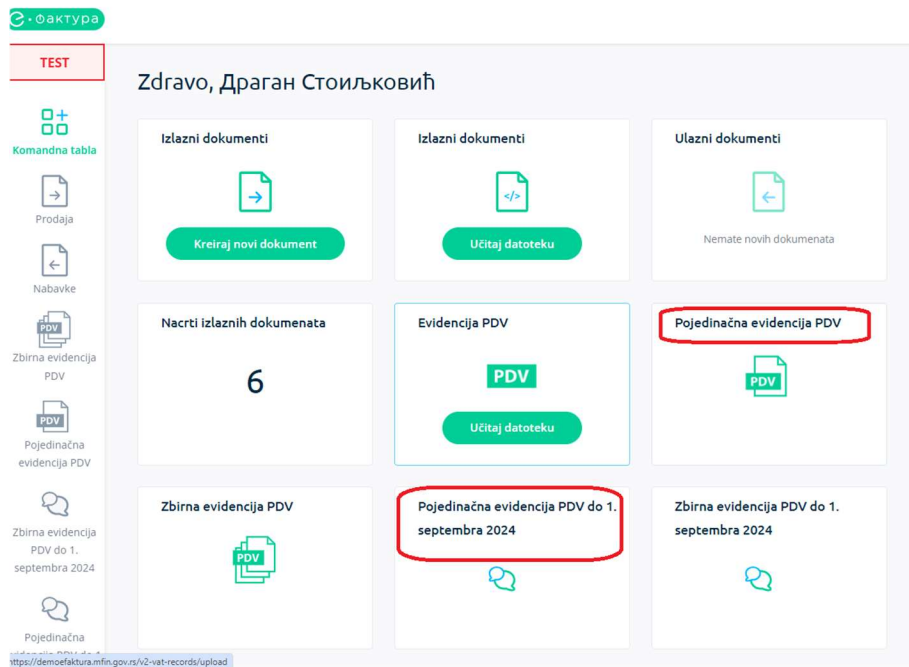 е·Фактура
TEST
Zdravo, Драган Стоиљковић
Komandna tabla
Prodaja
Nabavke
PDV
Zbirna evidencija
PDV
PDV
Pojedinačna
evidencija PDV
Zbirna evidencija
PDV do 1.
septembra 2024
Pojedinačna
Izlazni dokumenti
Kreiraj novi dokument
Izlazni dokumenti
</>
Učitaj datoteku
Ulazni dokumenti
Nemate novih dokumenata
Nacrti izlaznih dokumenata
6
Evidencija PDV
PDV
Učitaj datoteku
Pojedinačna evidencija PDV
PDV
Zbirna evidencija PDV
PDV
Pojedinačna evidencija PDV do 1.
septembra 2024
Zbirna evidencija PDV do 1.
septembra 2024
https://demoefaktura.mfin.gov.rs/v2-vat-records/upload